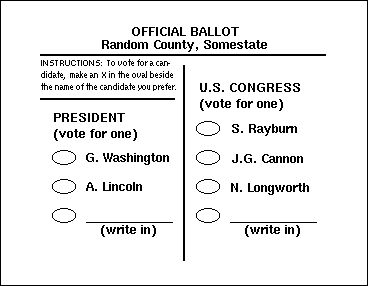 OFFICIAL BALLOT
Random County, Somestate
INSTRUCTIONS: To vote for a can-
didate, make an X in the oval beside
the name of the candidate you prefer.
PRESIDENT
(vote for one)
G. Washington
A. Lincoln
(write in)
U.S. CONGRESS
(vote for one)
S. Rayburn
J.G. Cannon
N. Longworth
(write in)